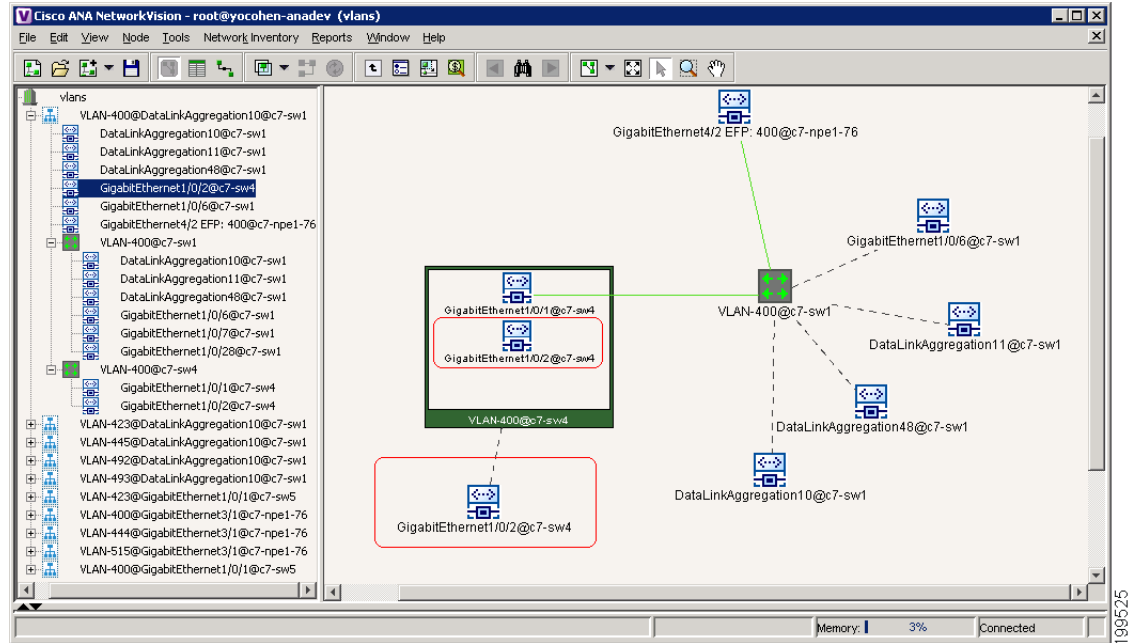 Cisco ANA NetworkVision - root@yocohen-anadev (vlans)
File Edit View Node Tools Network Inventory Reports Window Help
vlans
VLAN-400@DataLinkAggregation10@c7-sw1
DataLinkAggregation10@c7-sw1
DataLinkAggregation11@c7-sw1
DataLinkAggregation48@c7-sw1
GigabitEthernet1/0/2@c7-sw4
GigabitEthernet1/0/6@c7-sw1
GigabitEthernet4/2 EFP: 400@c7-npe1-76
VLAN-400@c7-sw1
DataLinkAggregation10@c7-sw1
DataLinkAggregation11@c7-sw1
DataLinkAggregation48@c7-sw1
GigabitEthernet1/0/6@c7-sw1
GigabitEthernet1/0/7@c7-sw1
GigabitEthernet1/0/28@c7-sw1
VLAN-400@c7-sw4
GigabitEthernet1/0/1@c7-sw4
GigabitEthernet1/0/2@c7-sw4
VLAN-423@DataLinkAggregation10@c7-sw1
VLAN-445@DataLinkAggregation10@c7-sw1
VLAN-492@DataLinkAggregation10@c7-sw1
VLAN-493@DataLinkAggregation10@c7-sw1
VLAN-423@GigabitEthernet1/0/1@c7-sw5
VLAN-400@GigabitEthernet3/1@c7-npe1-76
VLAN-444@GigabitEthernet3/1@c7-npe1-76
VLAN-515@GigabitEthernet3/1@c7-npe1-76
VLAN-400@GigabitEthernet1/0/1@c7-sw5
GigabitEthernet4/2 EFP: 400@c7-npe1-76
GigabitEthernet1/0/6@c7-sw1
GigabitEthernet1/0/1@c7-sw4
VLAN-400@c7-sw1
DataLinkAggregation11@c7-sw1
GigabitEthernet1/0/2@c7-sw4
VLAN-400@c7-sw4
DataLinkAggregation48@c7-sw1
DataLinkAggregation10@c7-sw1
GigabitEthernet1/0/2@c7-sw4
Memory: 3% Connected
199525